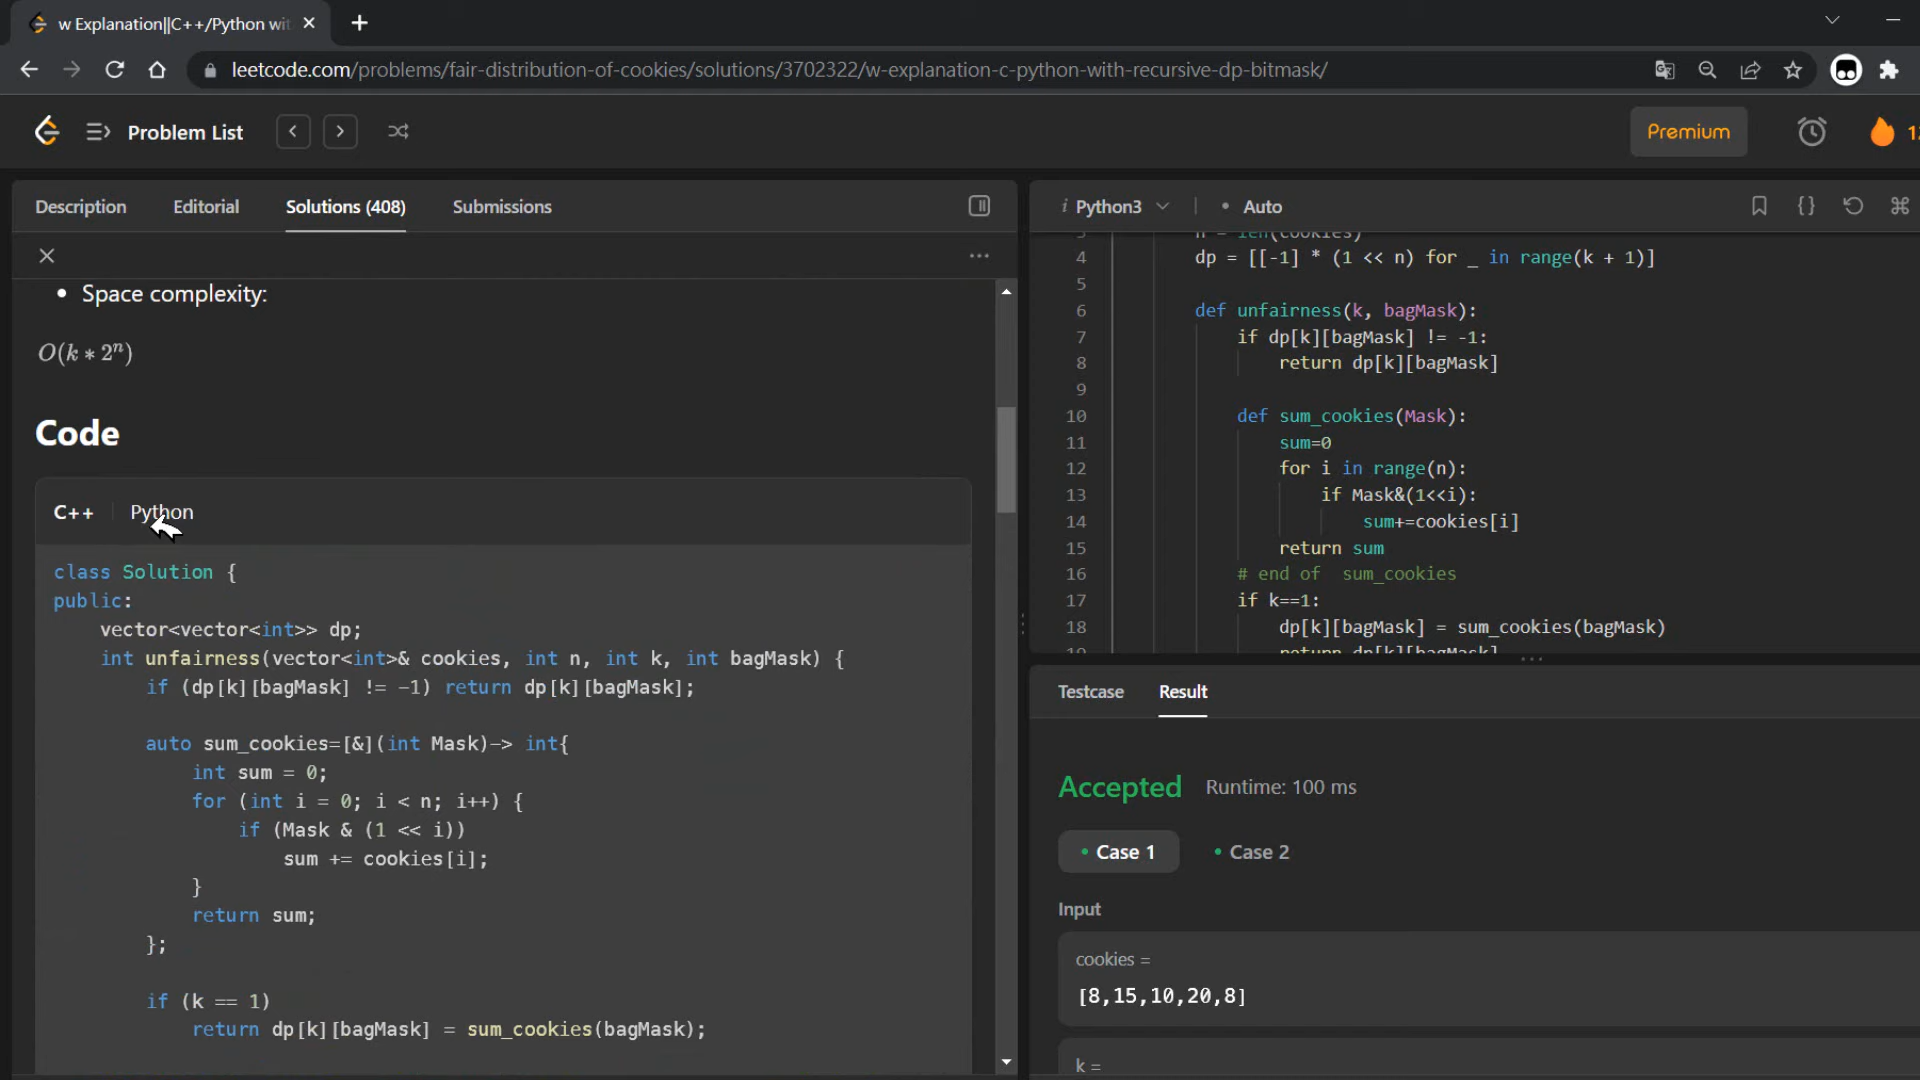 w Explanation||C++/Python wit
leetcode.com/problems/fair-distribution-of-cookies/solutions/3702322/w-explanation-c-python-with-recursive-dp-bitmask/
Problem List
Premium
Description
Editorial
Solutions (408)
Submissions
• Space complexity:
O(k ∗ 2ⁿ)
Code
C++
Python
class Solution {
public:
vector<vector<int>> dp;
int unfairness(vector<int>& cookies, int n, int k, int bagMask) {
if (dp[k][bagMask] != -1) return dp[k][bagMask];
auto sum_cookies=[&](int Mask)-> int{
int sum = 0;
for (int i = 0; i < n; i++) {
if (Mask & (1 << i))
sum += cookies[i];
}
return sum;
};
if (k == 1)
return dp[k][bagMask] = sum_cookies(bagMask);
i Python3
• Auto
4 dp = [[-1] * (1 << n) for _ in range(k + 1)]
5
6 def unfairness(k, bagMask):
7 if dp[k][bagMask] != -1:
8 return dp[k][bagMask]
9
10 def sum_cookies(Mask):
11 sum=0
12 for i in range(n):
13 if Mask&(1<<i):
14 sum+=cookies[i]
15 return sum
16 # end of  sum_cookies
17 if k==1:
18 dp[k][bagMask] = sum_cookies(bagMask)
Testcase
Result
Accepted Runtime: 100 ms
• Case 1
• Case 2
Input
cookies =
[8,15,10,20,8]
k =